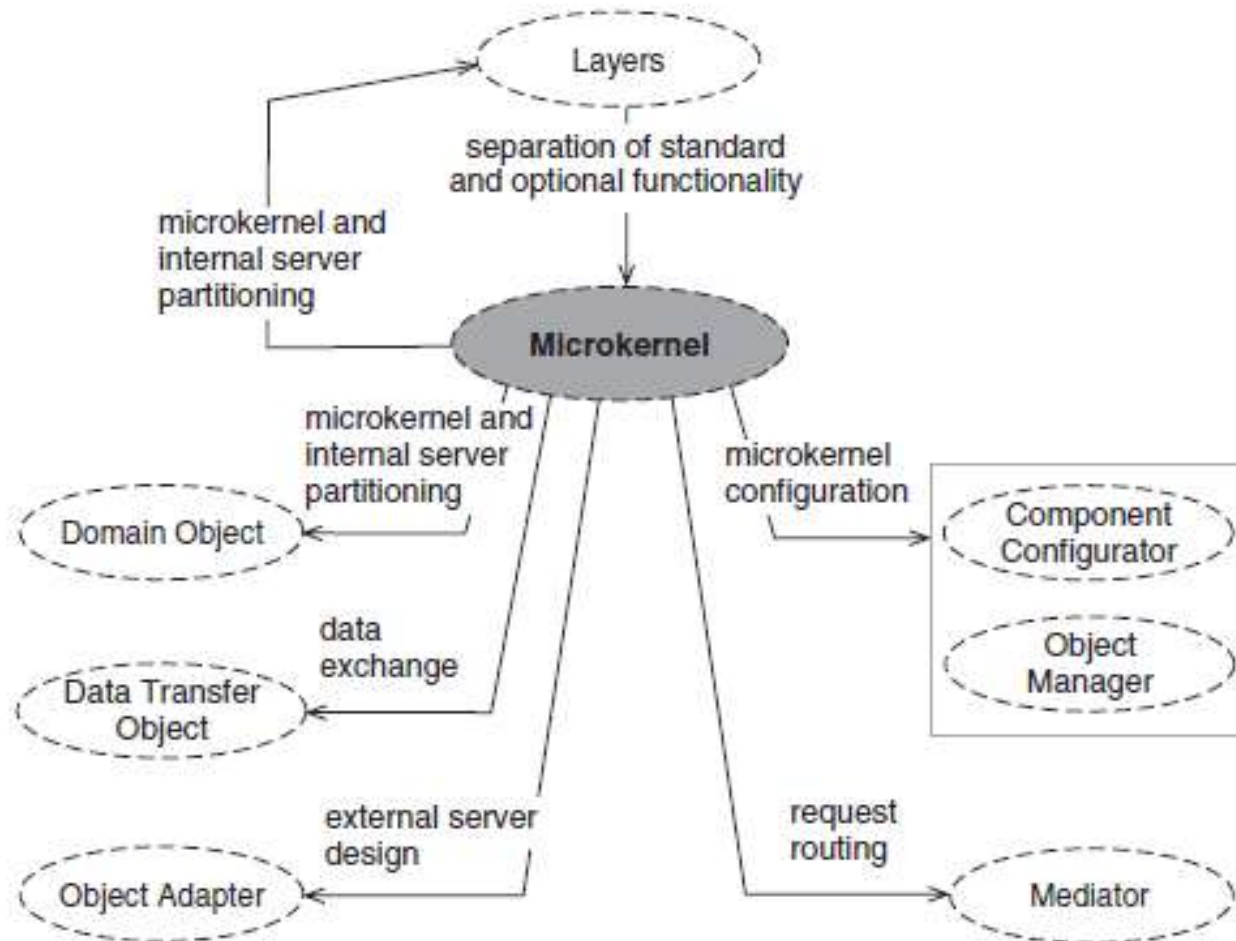 Layers
separation of standard
and optional functionality
microkernel and
internal server
partitioning
Microkernel
microkernel and
internal server
partitioning
microkernel
configuration
Domain Object
Component
Configurator
data
exchange
Object
Manager
Data Transfer
Object
external server
design
request
routing
Object Adapter
Mediator